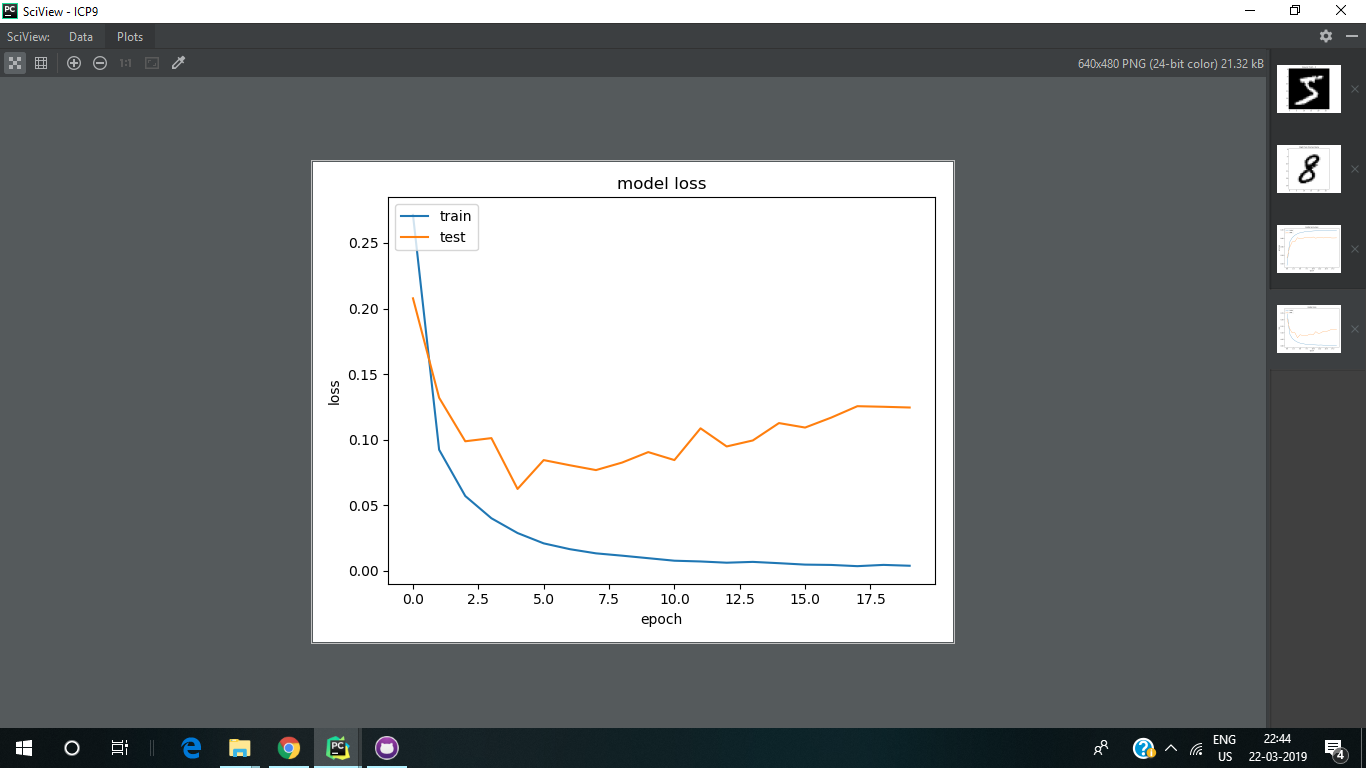 SciView - ICP9
SciView: Data Plots
1:1 640x480 PNG (24-bit color) 21.32 kB
model loss
train
test
0.25
0.20
0.15
0.10
0.05
0.00
loss
0.0 2.5 5.0 7.5 10.0 12.5 15.0 17.5
epoch
5
8
PC
ENG
US
22:44
22-03-2019
4